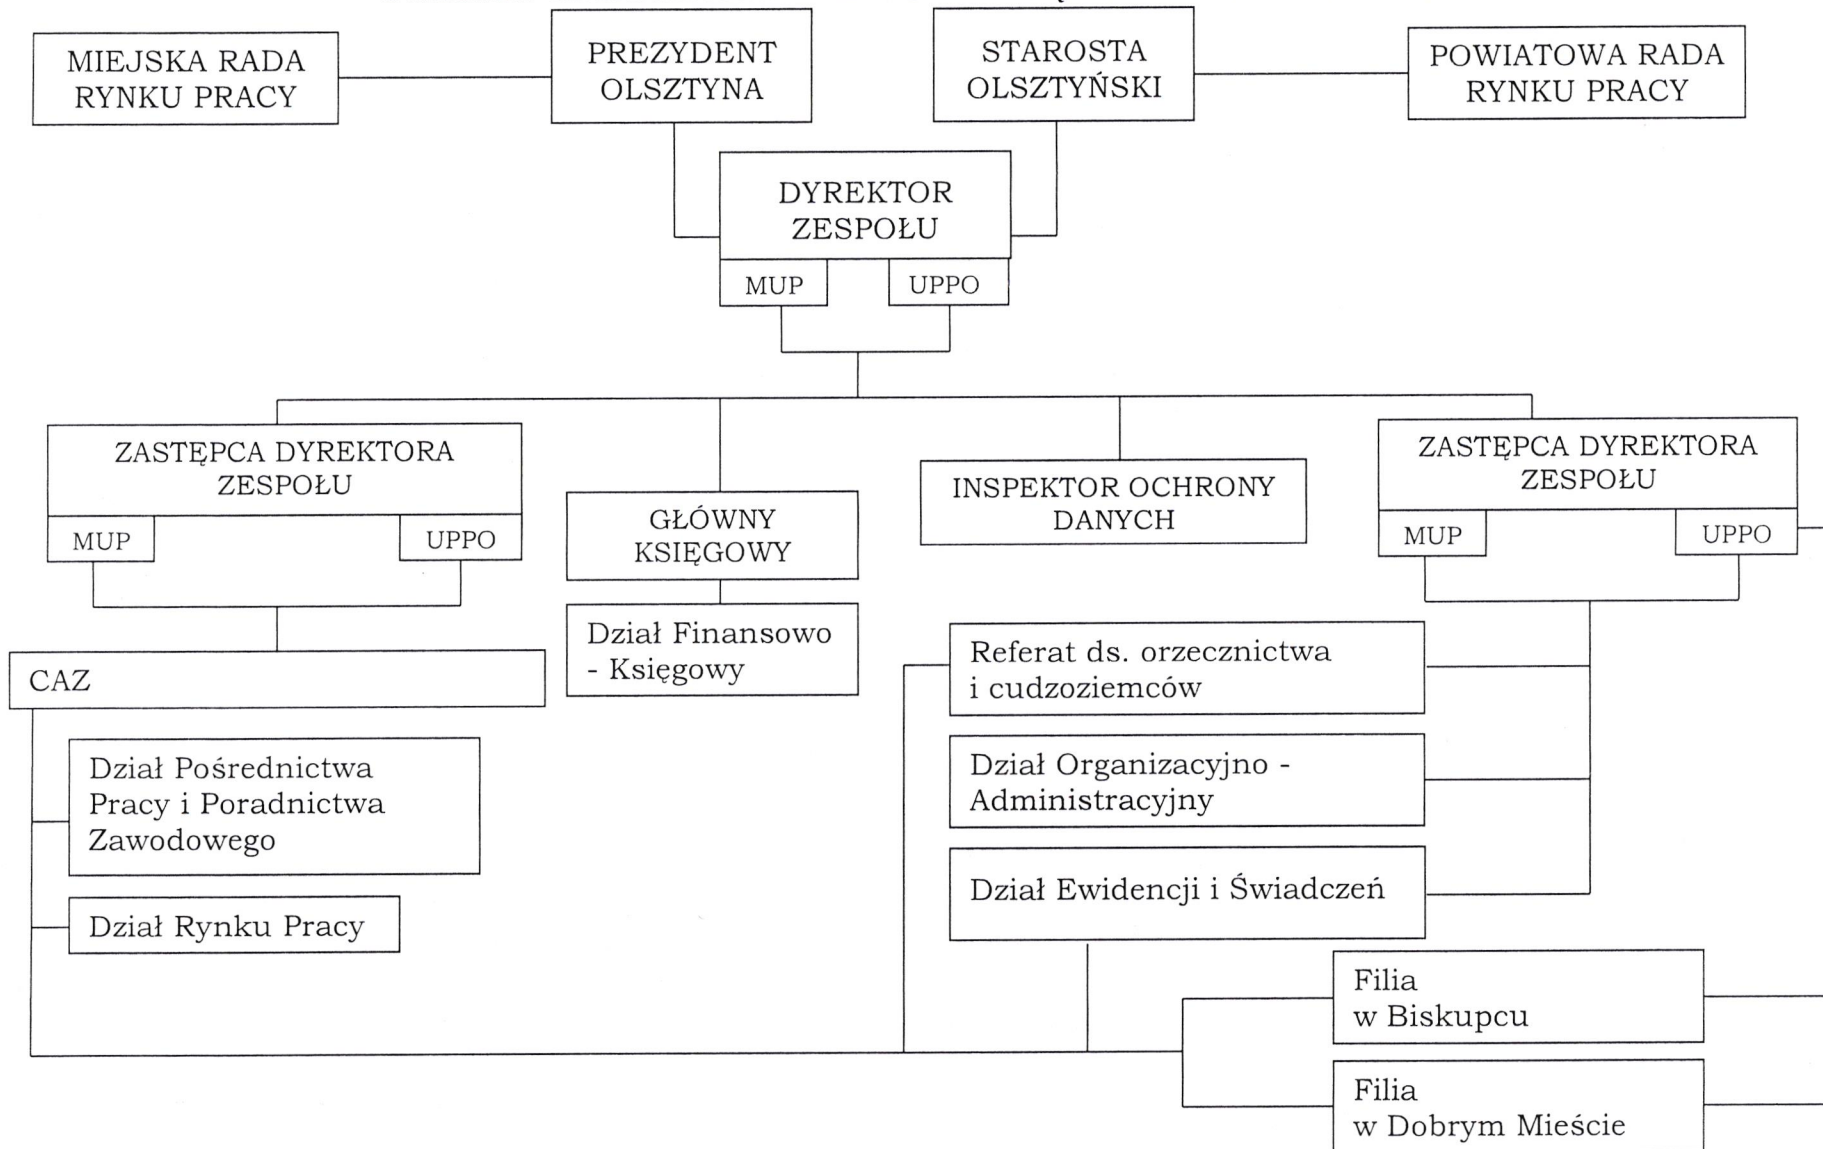 MIEJSKA RADA
RYNKU PRACY
PREZYDENT
OLSZTYNA
STAROSTA
OLSZTYŃSKI
POWIATOWA RADA
RYNKU PRACY
DYREKTOR
ZESPOŁU
MUP
UPPO
ZASTĘPCA DYREKTORA
ZESPOŁU
MUP
UPPO
GŁÓWNY
KSIĘGOWY
Dział Finansowo
- Księgowy
INSPEKTOR OCHRONY
DANYCH
ZASTĘPCA DYREKTORA
ZESPOŁU
MUP
UPPO
CAZ
Dział Pośrednictwa
Pracy i Poradnictwa
Zawodowego
Dział Rynku Pracy
Referat ds. orzecznictwa
i cudzoziemców
Dział Organizacyjno -
Administracyjny
Dział Ewidencji i Świadczeń
Filia
w Biskupcu
Filia
w Dobrym Mieście